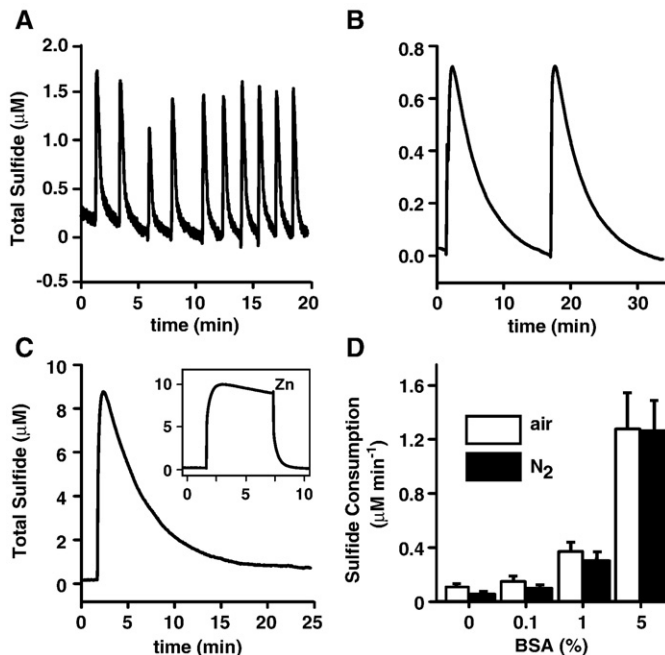 A
Total Sulfide (μM)
2.0
1.5
1.0
0.5
0
-0.5
0 5 10 15 20
time (min)
B
0.8
0.6
0.4
0.2
0.0
0 10 20 30
time (min)
C
Total Sulfide (μM)
10
8
6
4
2
0
0 5 10 15 20 25
time (min)
Zn
10
5
0
0 5 10
D
Sulfide Consumption
(μM min⁻¹)
1.6
1.2
0.8
0.4
0
air
N₂
0 0.1 1 5
BSA (%)